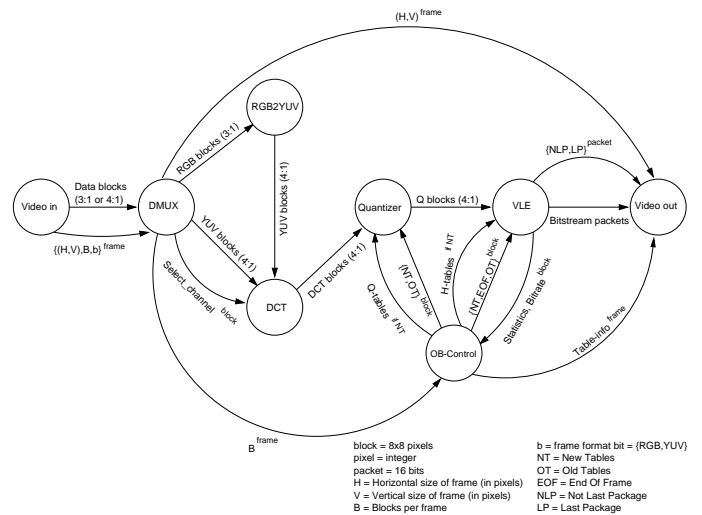 (H,V) frame
RGB2YUV
RGB blocks (3:1)
{NLP,LP} packet
Data blocks
(3:1 or 4:1)
YUV blocks (4:1)
Video in
DMUX
Quantizer
Q blocks (4:1)
VLE
Video out
Bitstream packets
{(H,V),B,b} frame
YUV blocks (4:1)
Select_channel block
DCT
DCT blocks (4:1)
Q-tables if NT
{NT,OT} block
H-tables if NT
{NT,EOF,OT} block
Statistics, Bitrate block
OB-Control
Table-info frame
B frame
block = 8x8 pixels
pixel = integer
packet = 16 bits
H = Horizontal size of frame (in pixels)
V = Vertical size of frame (in pixels)
B = Blocks per frame
b = frame format bit = {RGB,YUV}
NT = New Tables
OT = Old Tables
EOF = End Of Frame
NLP = Not Last Package
LP = Last Package